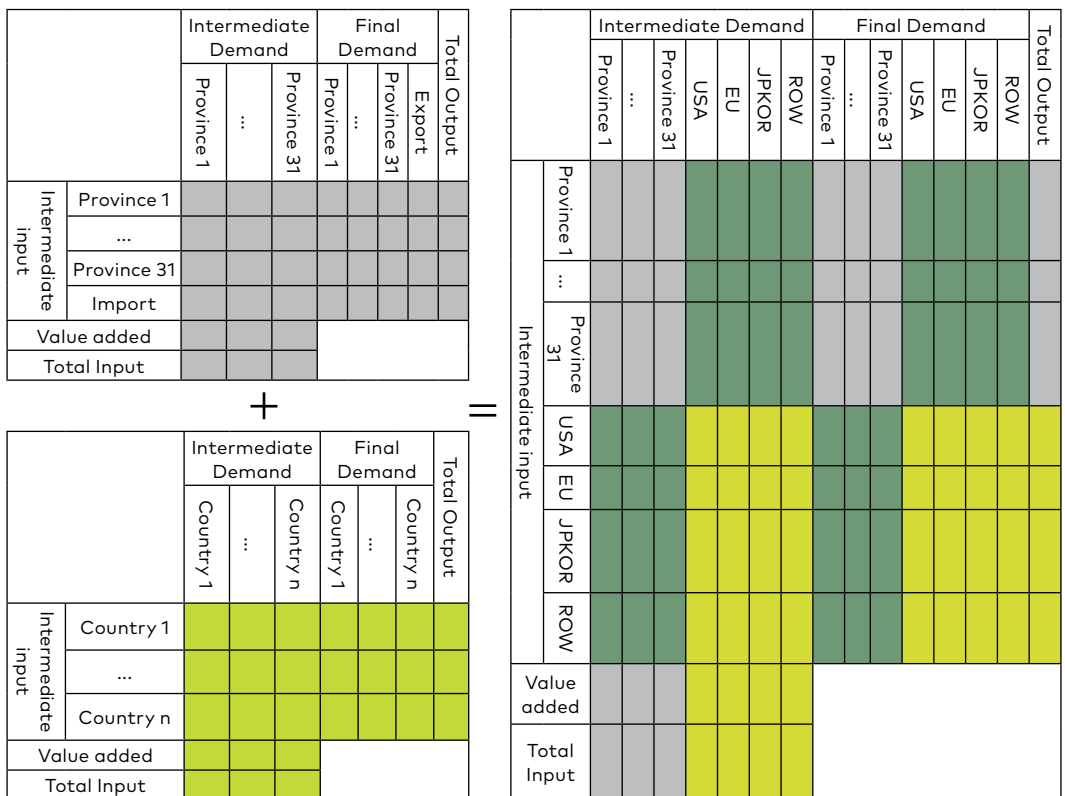 Intermediate
Demand
Final
Demand
Total Output
Province 1
...
Province 31
Province 1
...
Province 31
Export
Intermediate
input
Province 1
...
Province 31
Import
Value added
Total Input
+
Intermediate
Demand
Final
Demand
Total Output
Country 1
...
Country n
Country 1
...
Country n
Intermediate
input
Country 1
...
Country n
Value added
Total Input
=
Intermediate Demand
Final Demand
Total Output
Province 1
...
Province 31
USA
EU
JPKOR
ROW
Province 1
...
Province 31
USA
EU
JPKOR
ROW
Intermediate input
Province 1
...
Province
31
USA
EU
JPKOR
ROW
Value
added
Total
Input